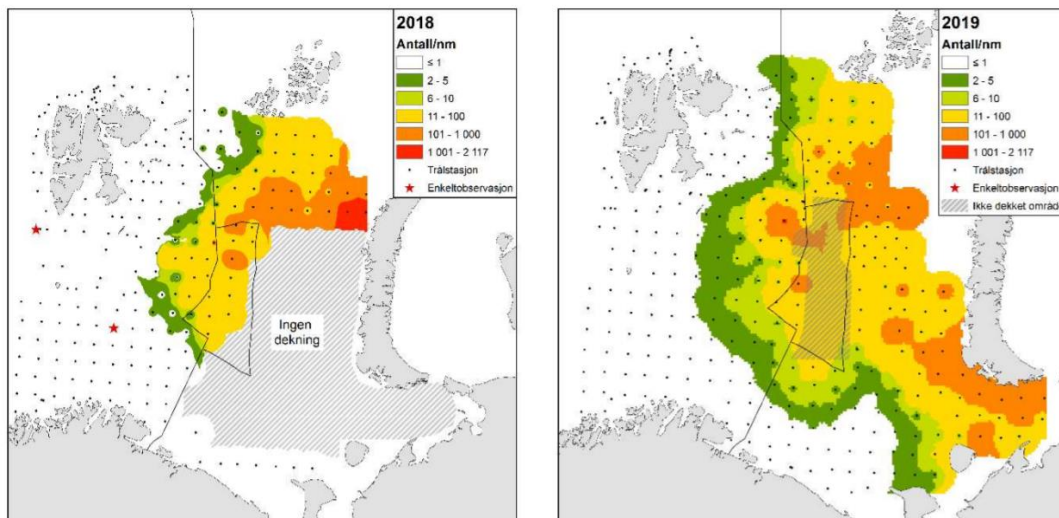 2018
Antall/nm
≤ 1
2 - 5
6 - 10
11 - 100
101 - 1 000
1 001 - 2 117
Trålstasjon
Enkeltobservasjon
Ingen
dekning
2019
Antall/nm
≤ 1
2 - 5
6 - 10
11 - 100
101 - 1 000
1 001 - 2 117
Trålstasjon
Enkeltobservasjon
Ikke dekket område